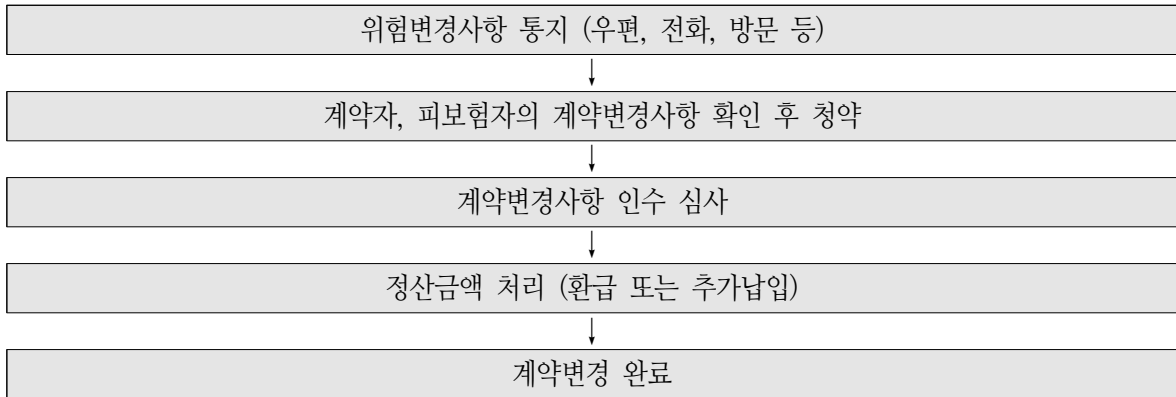 위험변경사항 통지 (우편, 전화, 방문 등)
계약자, 피보험자의 계약변경사항 확인 후 청약
계약변경사항 인수 심사
정산금액 처리 (환급 또는 추가납입)
계약변경 완료